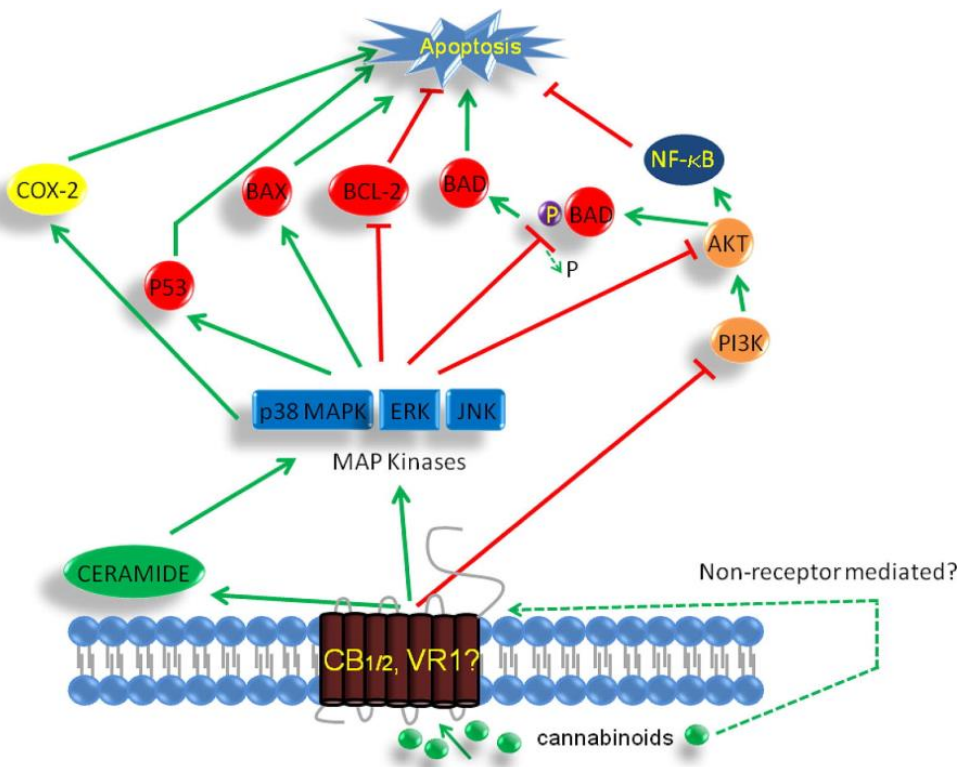 Apoptosis
NF-κB
COX-2
BAX
BCL-2
BAD
P BAD
AKT
P
P53
PI3K
p38 MAPK ERK JNK
MAP Kinases
CERAMIDE
Non-receptor mediated?
CB1/2, VR1?
cannabinoids